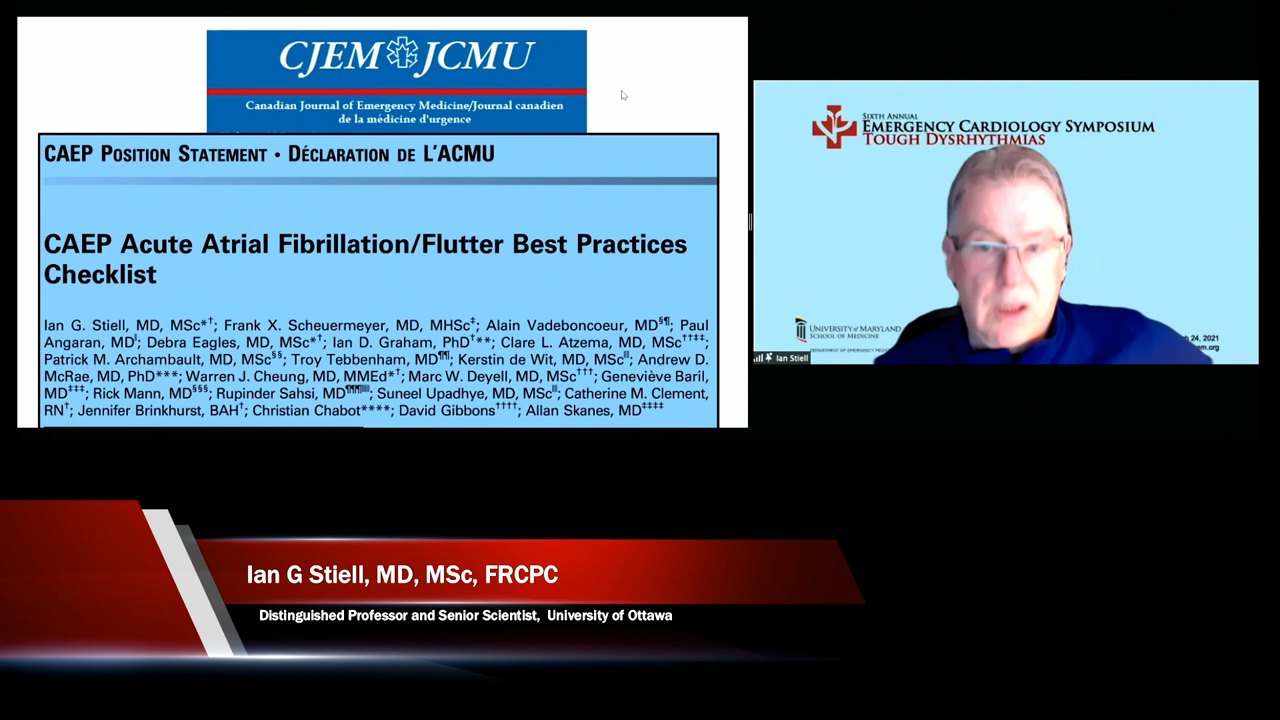 CJEM JCMU
Canadian Journal of Emergency Medicine/Journal canadien
de la médicine d'urgence
CAEP Position Statement • Déclaration de L'ACMU
CAEP Acute Atrial Fibrillation/Flutter Best Practices
Checklist
Ian G. Stiell, MD, MSc*†; Frank X. Scheuermeyer, MD, MHSc‡; Alain Vadeboncoeur, MD§¶; Paul
Angaran, MD‖; Debra Eagles, MD, MSc*†; Ian D. Graham, PhD†**; Clare L. Atzema, MD, MSc††‡‡;
Patrick M. Archambault, MD, MSc§§; Troy Tebbenham, MD¶¶; Kerstin de Wit, MD, MSc‖‖; Andrew D.
McRae, MD, PhD***; Warren J. Cheung, MD, MMEd*†; Marc W. Deyell, MD, MSc†††; Geneviève Baril,
MD‡‡‡; Rick Mann, MD§§§; Rupinder Sahsi, MD¶¶¶‖‖‖; Suneel Upadhye, MD, MSc‖‖; Catherine M. Clement,
RN†; Jennifer Brinkhurst, BAH†; Christian Chabot****; David Gibbons††††; Allan Skanes, MD‡‡‡‡
SIXTH ANNUAL
EMERGENCY CARDIOLOGY SYMPOSIUM
TOUGH DYSRHYTHMIAS
UNIVERSITY of MARYLAND
SCHOOL OF MEDICINE
DEPARTMENT OF EMERGENCY
24, 2021
.org
Ian Stiell
Ian G Stiell, MD, MSc, FRCPC
Distinguished Professor and Senior Scientist, University of Ottawa